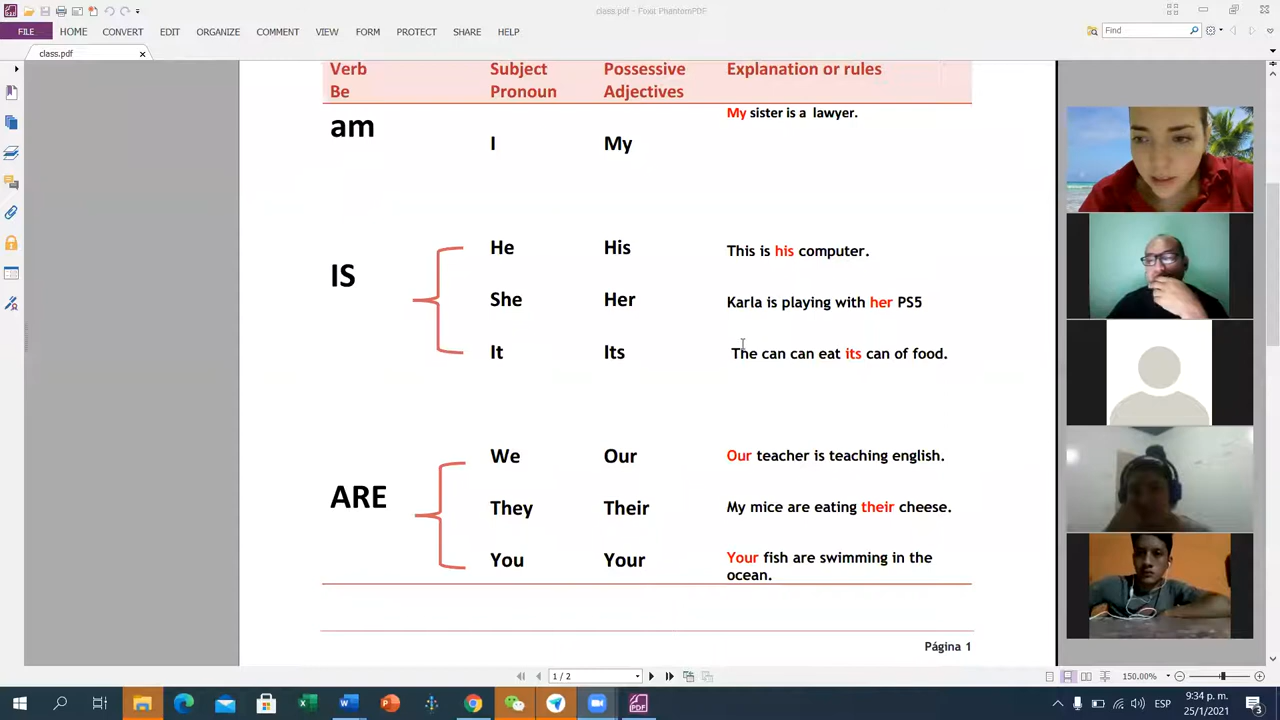 class.pdf - Foxit PhantomPDF
FILE HOME CONVERT EDIT ORGANIZE COMMENT VIEW FORM PROTECT SHARE HELP
Find
class.pdf
Verb Subject Possessive Explanation or rules
Be Pronoun Adjectives
My sister is a lawyer.
am
I My
He His This is his computer.
IS
She Her Karla is playing with her PS5
It Its The can can eat its can of food.
We Our Our teacher is teaching english.
ARE
They Their My mice are eating their cheese.
You Your Your fish are swimming in the
ocean.
Página 1
1 / 2
150.00%
9:34 p. m.
ESP
25/1/2021
3